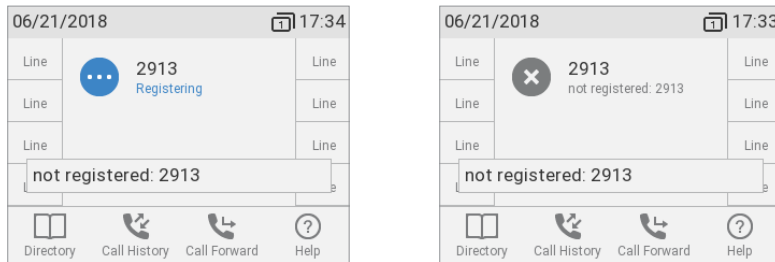 06/21/2018 1 17:34
Line 2913 Line
Registering
Line Line
Line Line
not registered: 2913
Directory Call History Call Forward Help
06/21/2018 1 17:33
Line 2913 Line
not registered: 2913
Line Line
Line Line
not registered: 2913
Directory Call History Call Forward Help